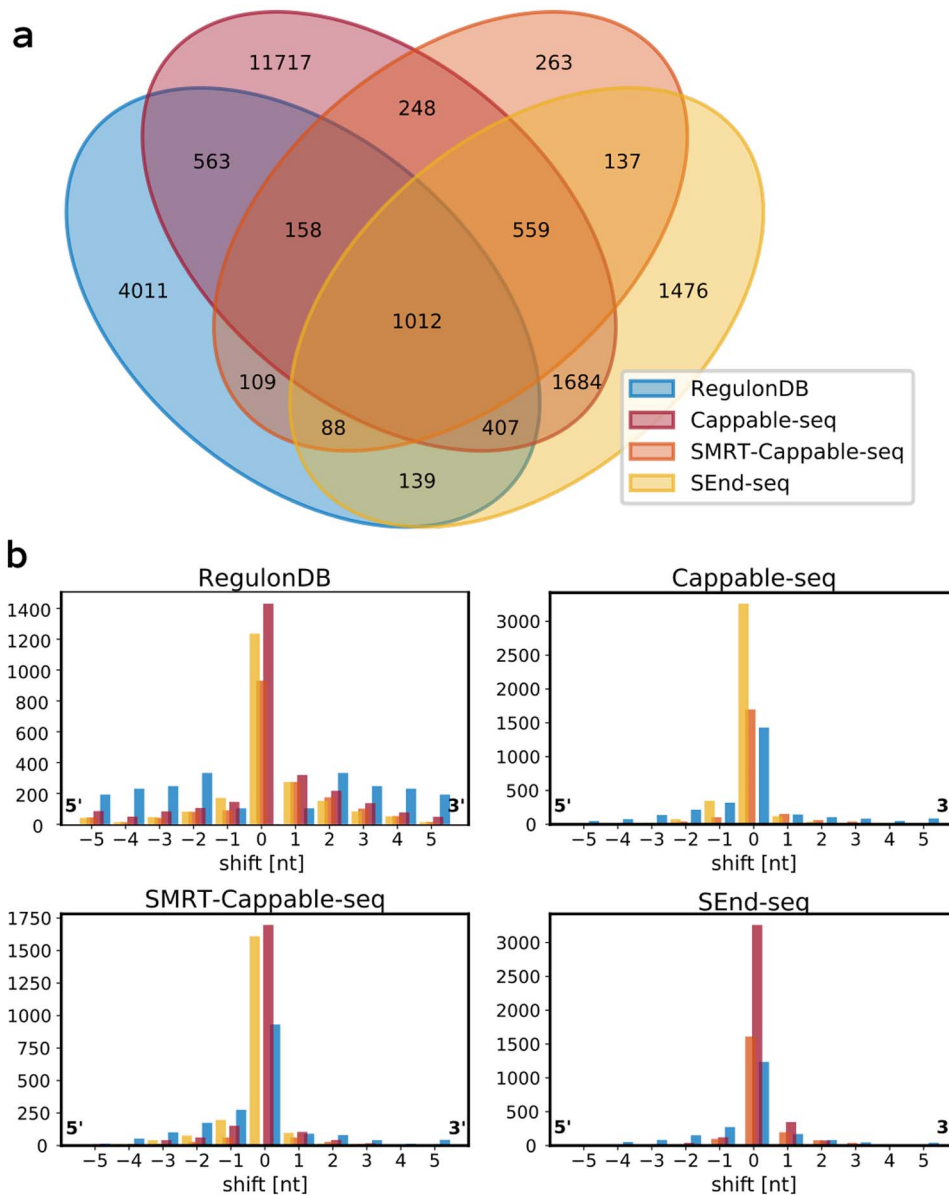 a
11717
263
248
563
137
158
559
4011
1476
1012
109
1684
88
407
139
RegulonDB
Cappable-seq
SMRT-Cappable-seq
SEnd-seq
b
RegulonDB
1400
1200
1000
800
600
400
200
0
5'
3'
−5 −4 −3 −2 −1 0 1 2 3 4 5
shift [nt]
Cappable-seq
3000
2500
2000
1500
1000
500
0
5'
3'
−5 −4 −3 −2 −1 0 1 2 3 4 5
shift [nt]
SMRT-Cappable-seq
1750
1500
1250
1000
750
500
250
0
5'
3'
−5 −4 −3 −2 −1 0 1 2 3 4 5
shift [nt]
SEnd-seq
3000
2500
2000
1500
1000
500
0
5'
3'
−5 −4 −3 −2 −1 0 1 2 3 4 5
shift [nt]